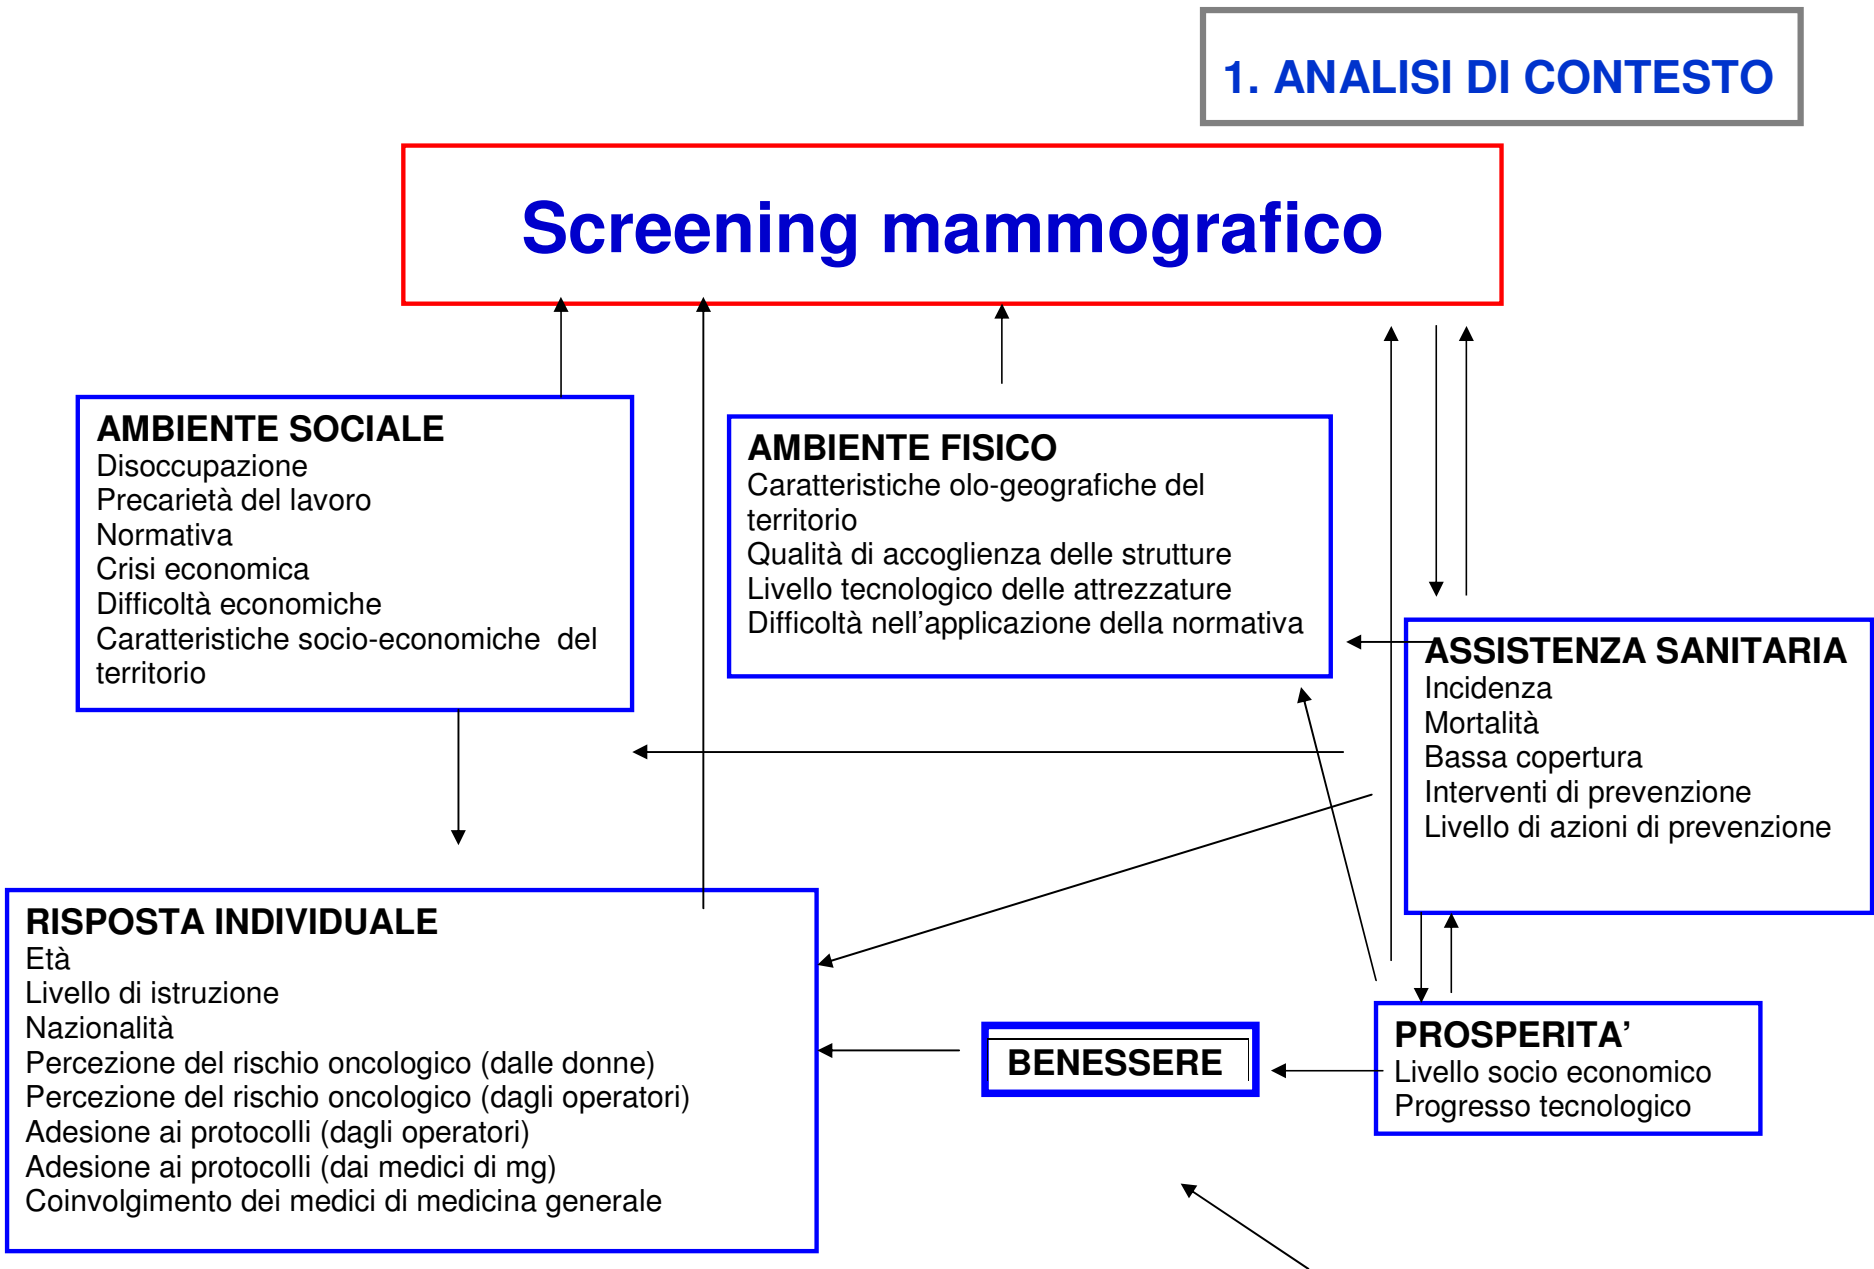 1. ANALISI DI CONTESTO
Screening mammografico
AMBIENTE SOCIALE
Disoccupazione
Precarietà del lavoro
Normativa
Crisi economica
Difficoltà economiche
Caratteristiche socio-economiche  del
territorio
AMBIENTE FISICO
Caratteristiche olo-geografiche del
territorio
Qualità di accoglienza delle strutture
Livello tecnologico delle attrezzature
Difficoltà nell’applicazione della normativa
ASSISTENZA SANITARIA
Incidenza
Mortalità
Bassa copertura
Interventi di prevenzione
Livello di azioni di prevenzione
RISPOSTA INDIVIDUALE
Età
Livello di istruzione
Nazionalità
Percezione del rischio oncologico (dalle donne)
Percezione del rischio oncologico (dagli operatori)
Adesione ai protocolli (dagli operatori)
Adesione ai protocolli (dai medici di mg)
Coinvolgimento dei medici di medicina generale
BENESSERE
PROSPERITA’
Livello socio economico
Progresso tecnologico